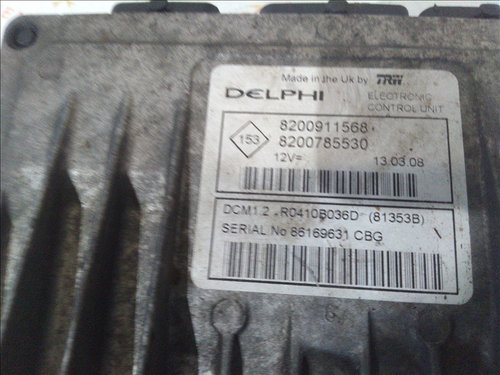 Made in the Uk by TRW
DELPHI
ELECTRONIC
CONTROL UNIT
153
8200911568
8200785530
12V= 13.03.08
DCM1.2 R0410B036D (81353B)
SERIAL No 86169631 CBG